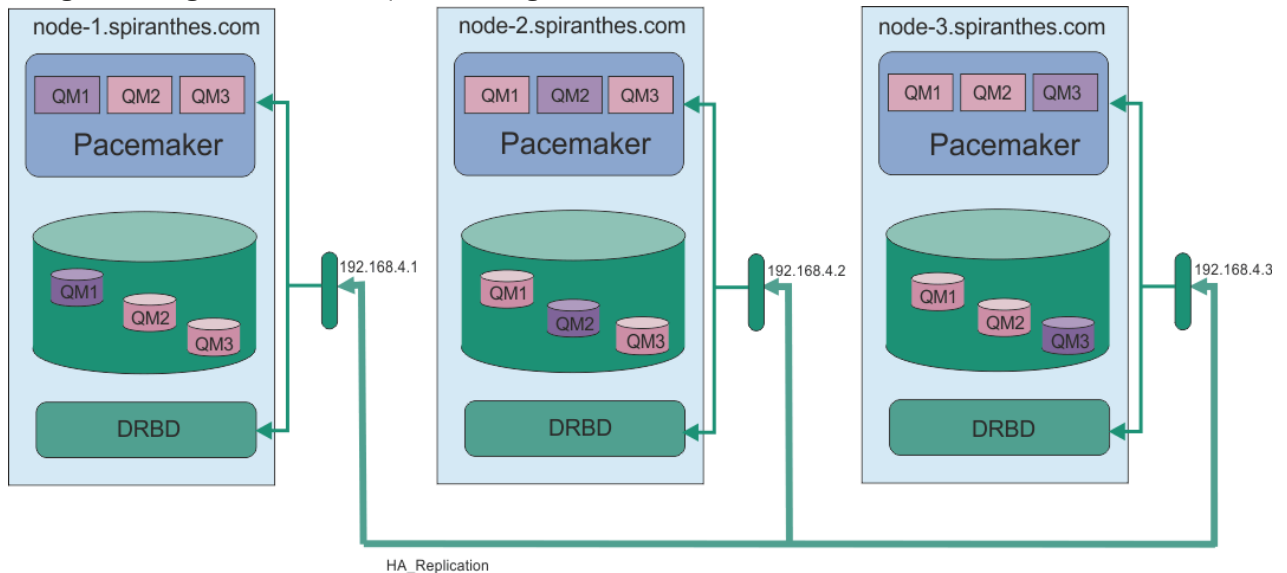 node-1.spiranthes.com
QM1 QM2 QM3
Pacemaker
QM1
QM2
QM3
DRBD
192.168.4.1
node-2.spiranthes.com
QM1 QM2 QM3
Pacemaker
QM1
QM2
QM3
DRBD
192.168.4.2
node-3.spiranthes.com
QM1 QM2 QM3
Pacemaker
QM1
QM2
QM3
DRBD
192.168.4.3
HA_Replication